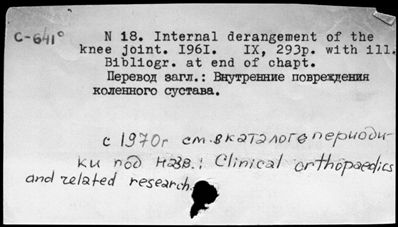 C-641° N 18. Internal derangement of the
knee joint. I96I. IX, 293p. with ill.
Bibliogr. at end of chapt.
Перевод загл.: Внутренние повреждения
коленного сустава.
с 1970г см. в каталоге периоди-
ки под назв.: Clinical orthopaedics
and related research.